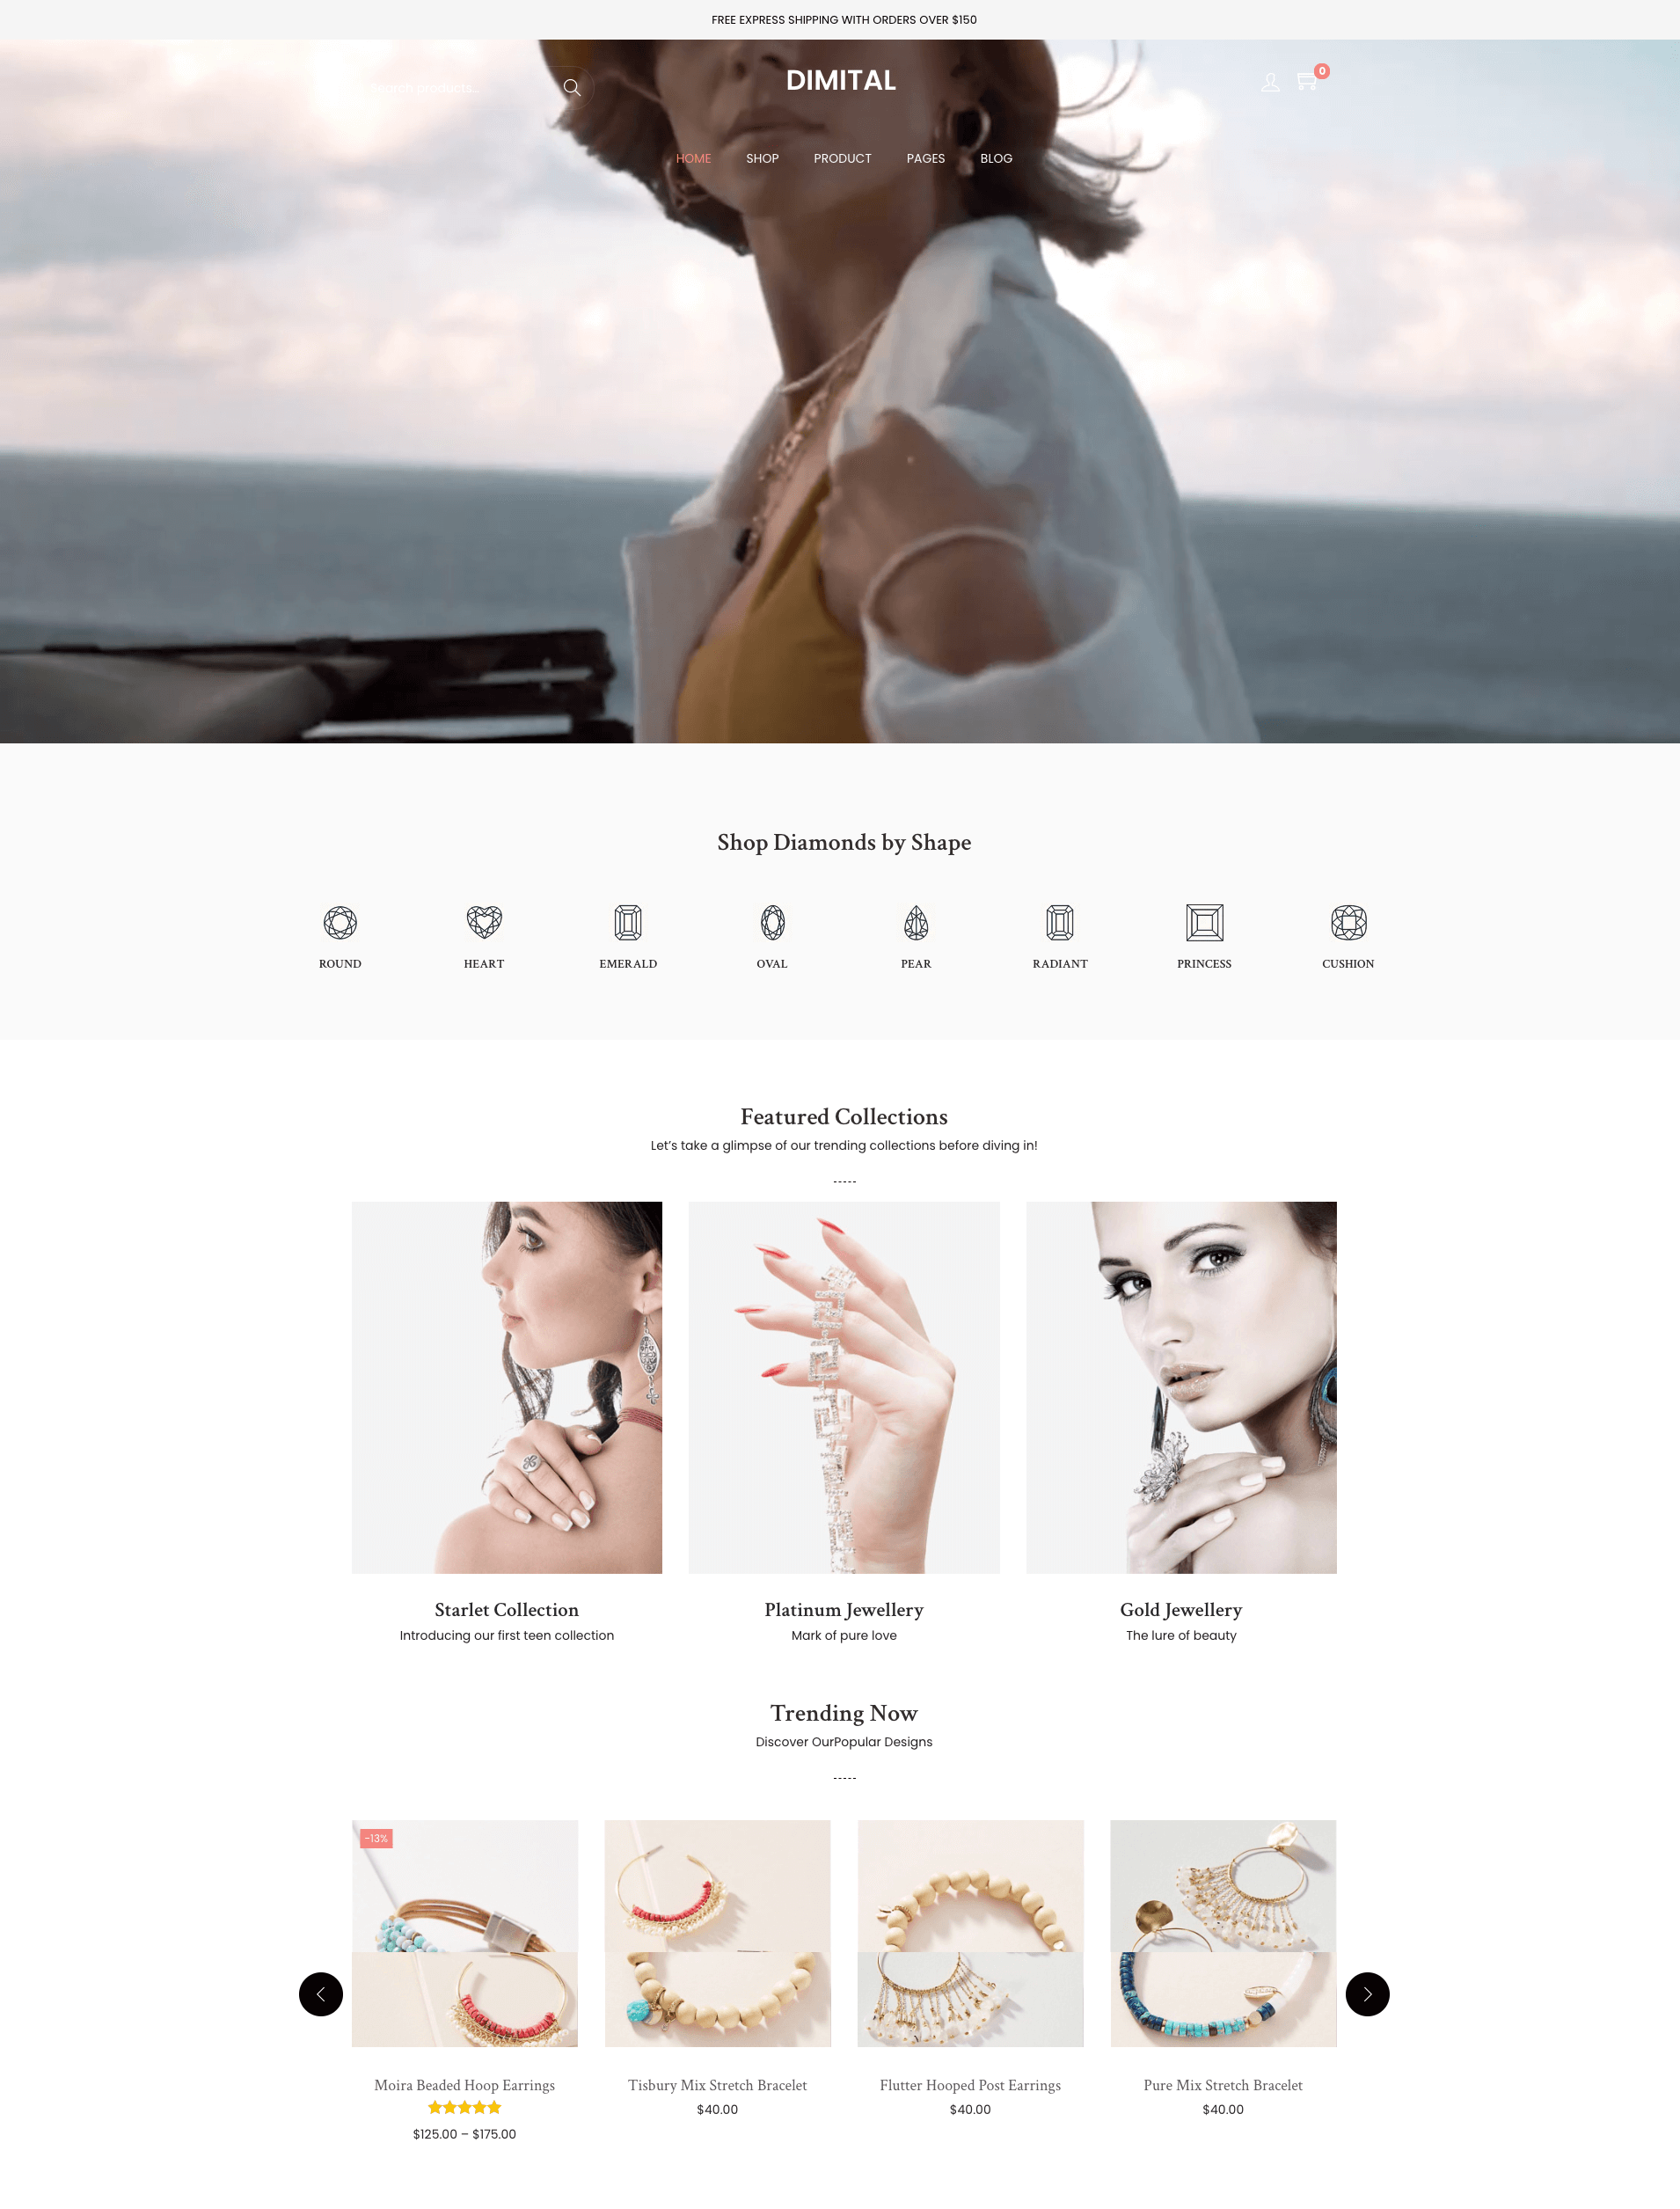 FREE EXPRESS SHIPPING WITH ORDERS OVER $150
Search products...
DIMITAL
0
HOME SHOP PRODUCT PAGES BLOG
Shop Diamonds by Shape
ROUND HEART EMERALD OVAL PEAR RADIANT PRINCESS CUSHION
Featured Collections
Let's take a glimpse of our trending collections before diving in!
-----
Starlet Collection
Introducing our first teen collection
Platinum Jewellery
Mark of pure love
Gold Jewellery
The lure of beauty
Trending Now
Discover OurPopular Designs
-----
-13%
Moira Beaded Hoop Earrings
$125.00 – $175.00
Tisbury Mix Stretch Bracelet
$40.00
Flutter Hooped Post Earrings
$40.00
Pure Mix Stretch Bracelet
$40.00